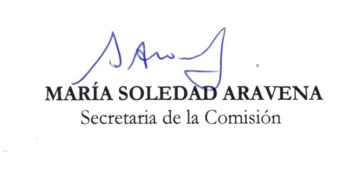 MARÍA SOLEDAD ARAVENA
Secretaria de la Comisión